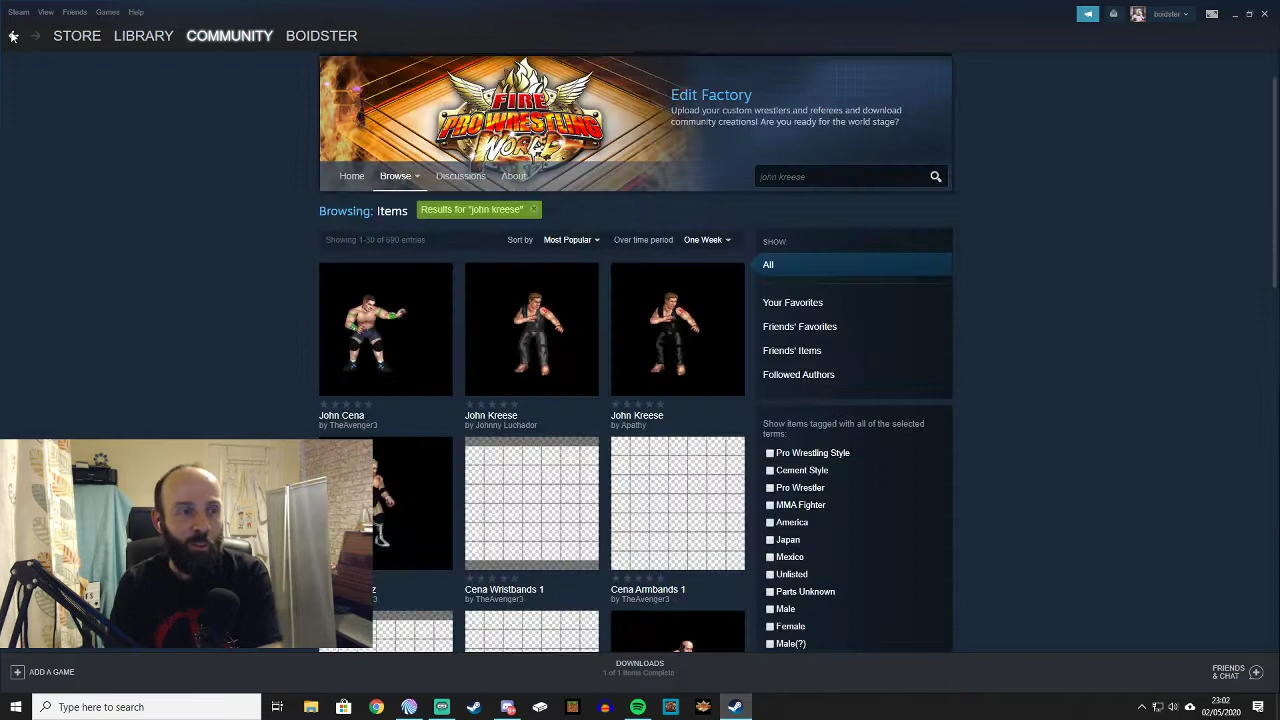 Steam View Friends Games Help
boidster
STORE LIBRARY COMMUNITY BOIDSTER
FIRE
PRO WRESTLING
WORLD
Edit Factory
Upload your custom wrestlers and referees and download
community creations! Are you ready for the world stage?
Home Browse Discussions About
john kreese
Browsing: Items Results for "john kreese"
Showing 1-30 of 690 entries
Sort by Most Popular Over time period One Week
SHOW:
All
Your Favorites
Friends' Favorites
Friends' Items
Followed Authors
John Cena
by TheAvenger3
John Kreese
by Johnny Luchador
John Kreese
by Apathy
Show items tagged with all of the selected
terms:
Pro Wrestling Style
Cement Style
Pro Wrestler
MMA Fighter
America
Japan
Mexico
Unlisted
Parts Unknown
Male
Female
Male(?)
Cena Wristbands 1
by TheAvenger3
Cena Armbands 1
by TheAvenger3
ADD A GAME
DOWNLOADS
1 of 1 Items Complete
FRIENDS
& CHAT
Type here to search
23:02